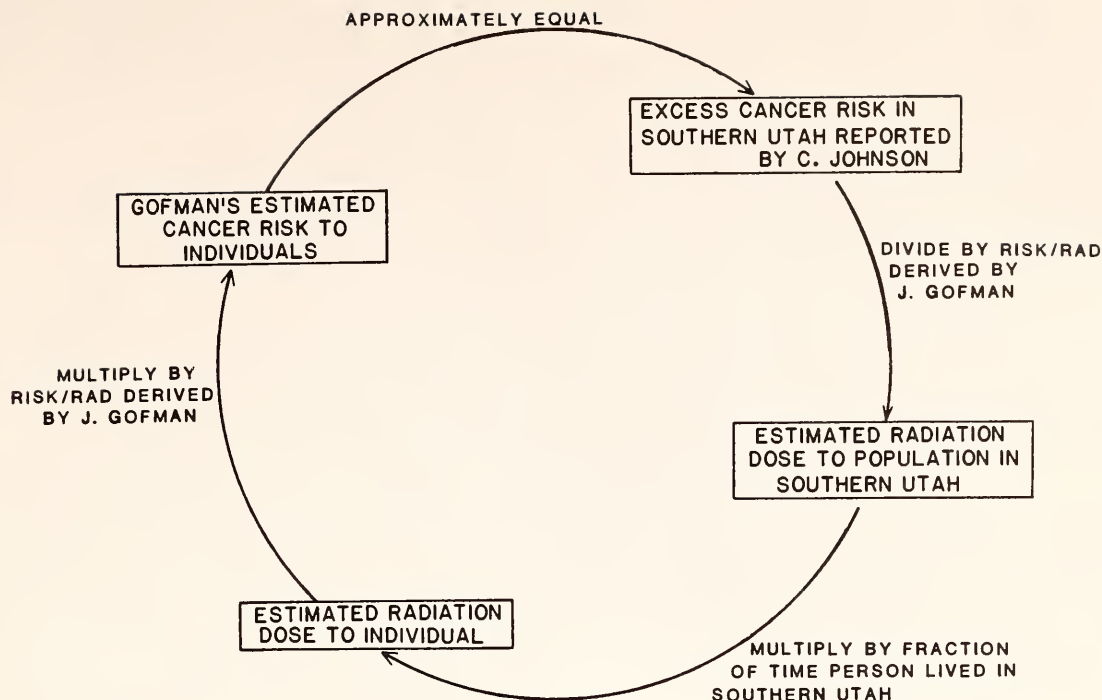 APPROXIMATELY EQUAL
EXCESS CANCER RISK IN
SOUTHERN UTAH REPORTED
BY C. JOHNSON
GOFMAN'S ESTIMATED
CANCER RISK TO
INDIVIDUALS
DIVIDE BY RISK/RAD
DERIVED BY
J. GOFMAN
MULTIPLY BY
RISK/RAD DERIVED
BY J. GOFMAN
ESTIMATED RADIATION
DOSE TO POPULATION IN
SOUTHERN UTAH
ESTIMATED RADIATION
DOSE TO INDIVIDUAL
MULTIPLY BY FRACTION
OF TIME PERSON LIVED IN
SOUTHERN UTAH